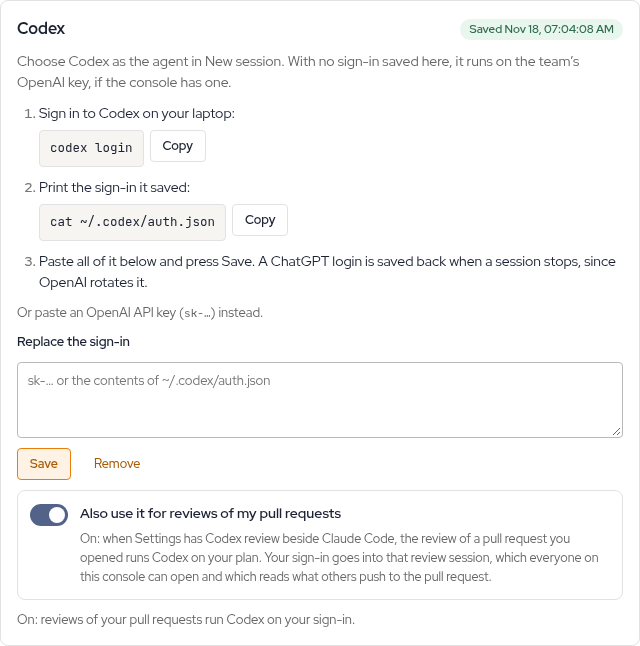 Codex
Saved Nov 18, 07:04:08 AM
Choose Codex as the agent in New session. With no sign-in saved here, it runs on the team's
OpenAI key, if the console has one.
1. Sign in to Codex on your laptop:
codex login
Copy
2. Print the sign-in it saved:
cat ~/.codex/auth.json
Copy
3. Paste all of it below and press Save. A ChatGPT login is saved back when a session stops, since
OpenAI rotates it.
Or paste an OpenAI API key (sk-…) instead.
Replace the sign-in
sk-… or the contents of ~/.codex/auth.json
Save
Remove
Also use it for reviews of my pull requests
On: when Settings has Codex review beside Claude Code, the review of a pull request you
opened runs Codex on your plan. Your sign-in goes into that review session, which everyone on
this console can open and which reads what others push to the pull request.
On: reviews of your pull requests run Codex on your sign-in.